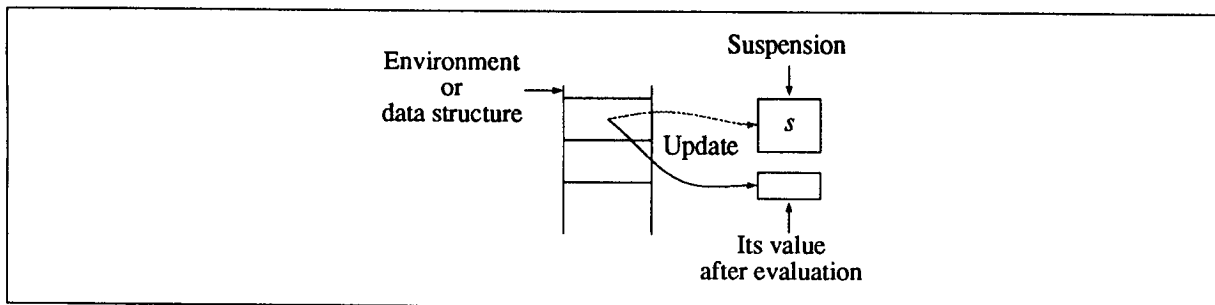 Environment
or
data structure
Suspension
s
Update
Its value
after evaluation